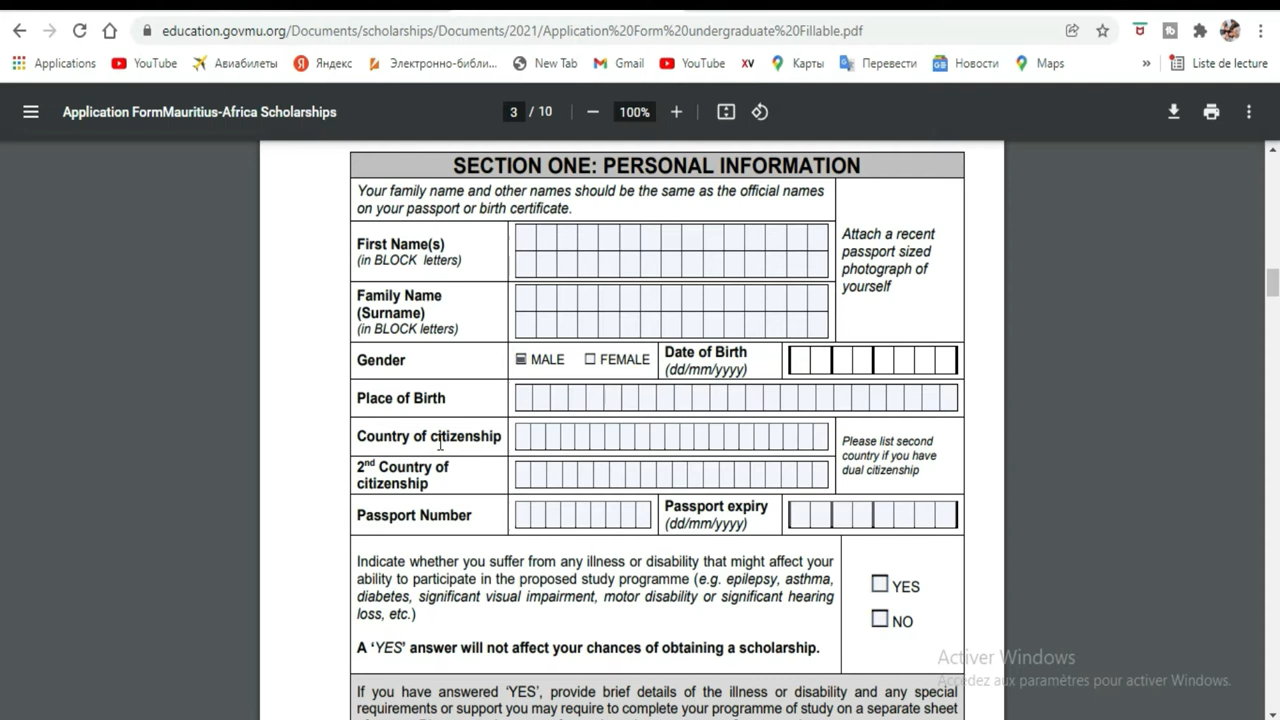 education.govmu.org/Documents/scholarships/Documents/2021/Application%20Form%20undergraduate%20Fillable.pdf
Applications YouTube Авиабилеты Яндекс Электронно-библи... New Tab Gmail YouTube XV Карты Перевести Новости Maps » Liste de lecture
Application FormMauritius-Africa Scholarships 3 / 10 100%
SECTION ONE: PERSONAL INFORMATION
Your family name and other names should be the same as the official names
on your passport or birth certificate.
Attach a recent
passport sized
photograph of
yourself
First Name(s)
(in BLOCK letters)
Family Name
(Surname)
(in BLOCK letters)
Gender MALE FEMALE
Date of Birth
(dd/mm/yyyy)
Place of Birth
Country of citizenship
Please list second
country if you have
dual citizenship
2nd Country of
citizenship
Passport Number
Passport expiry
(dd/mm/yyyy)
Indicate whether you suffer from any illness or disability that might affect your
ability to participate in the proposed study programme (e.g. epilepsy, asthma,
diabetes, significant visual impairment, motor disability or significant hearing
loss, etc.)
YES
NO
A ‘YES’ answer will not affect your chances of obtaining a scholarship.
If you have answered ‘YES’, provide brief details of the illness or disability and any special
requirements or support you may require to complete your programme of study on a separate sheet
Activer Windows
Accédez aux paramètres pour activer Windows.